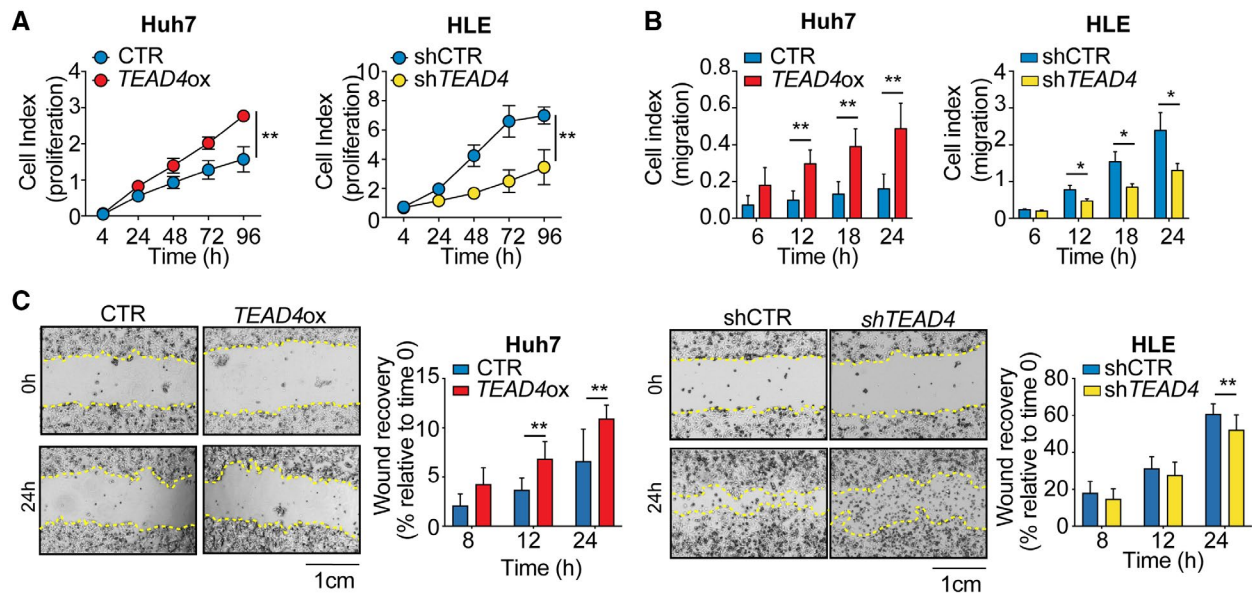 A
Huh7
CTR
TEAD4ox
Cell Index
(proliferation)
4
3
2
1
0
**
4 24 48 72 96
Time (h)
HLE
shCTR
shTEAD4
Cell Index
(proliferation)
10
8
6
4
2
0
**
4 24 48 72 96
Time (h)
B
Huh7
CTR
TEAD4ox
Cell index
(migration)
0.8
0.6
0.4
0.2
0.0
** ** **
6 12 18 24
Time (h)
HLE
shCTR
shTEAD4
Cell index
(migration)
4
3
2
1
0
* * *
6 12 18 24
Time (h)
C
CTR TEAD4ox
0h
24h
1cm
Huh7
CTR
TEAD4ox
Wound recovery
(% relative to time 0)
15
10
5
0
** **
8 12 24
Time (h)
shCTR shTEAD4
0h
24h
1cm
HLE
shCTR
shTEAD4
Wound recovery
(% relative to time 0)
80
60
40
20
0
**
8 12 24
Time (h)